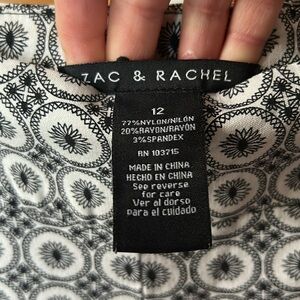 ZAC & RACHEL
12
77%NYLON/NILÓN
20%RAYON/RAYÓN
3%SPANDEX
RN 103715
MADE IN CHINA
HECHO EN CHINA
See reverse
for care
Ver al dorso
para el cuidado